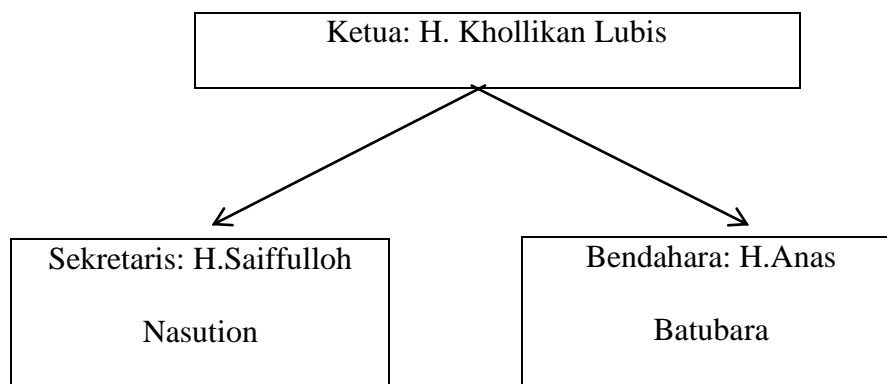 Ketua: H. Khollikan Lubis
Sekretaris: H.Saiffulloh
Nasution
Bendahara: H.Anas
Batubara